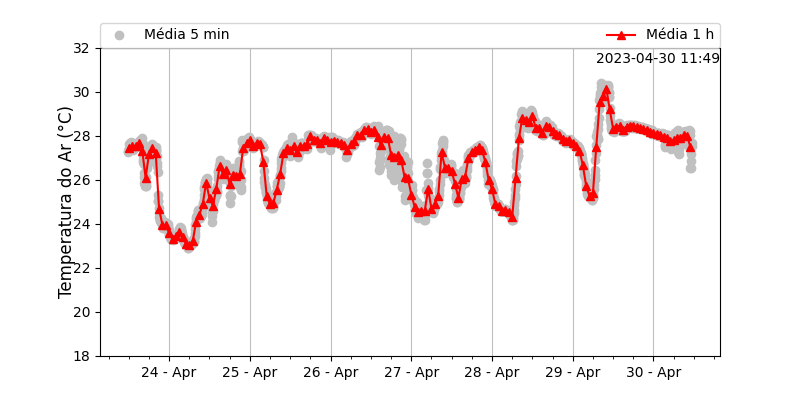 Média 5 min
Média 1 h
2023-04-30 11:49
Temperatura do Ar (°C)
32
30
28
26
24
22
20
18
24 - Apr
25 - Apr
26 - Apr
27 - Apr
28 - Apr
29 - Apr
30 - Apr